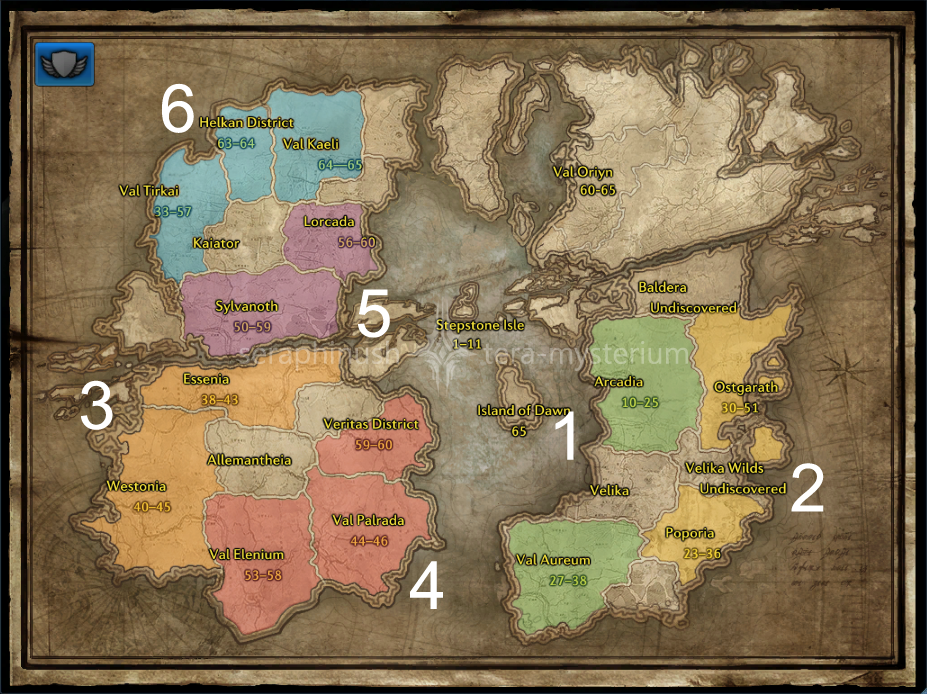 6
Helkan District
63-64
Val Kaeli
64-65
Val Tirkai
33-57
Kaiator
Lorcada
56-60
Sylvanoth
50-59
5
Val Oriyn
60-65
Baldera
Undiscovered
Stepstone Isle
1-11
seraphinush
tera-mysterium
3
Essenia
38-43
Veritas District
59-60
Allemantheia
Westonia
40-45
Val Elenium
53-58
Val Palrada
44-46
4
Island of Dawn
65
1
Arcadia
10-25
Ostgarath
30-51
Velika Wilds
Undiscovered
2
Velika
Poporia
23-36
Val Aureum
27-38